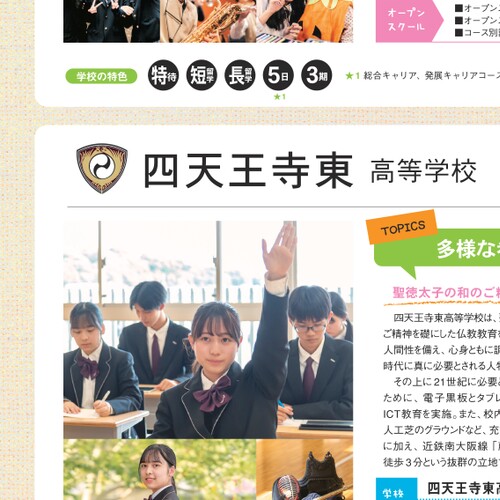 オープン
スクール
■オープン
■オープン
■コース別
学校の特色
特待
短留学
長留学
5日
3期
★1 総合キャリア、発展キャリアコース
★1
四天王寺東 高等学校
TOPICS
多様な
聖徳太子の和のご
四天王寺東高等学校は、
ご精神を礎にした仏教教育
人間性を備え、心身ともに
時代に真に必要とされる人
その上に21世紀に必要
ために、電子黒板とタブレ
ICT教育を実施。また、校内
人工芝のグラウンドなど、充
に加え、近鉄南大阪線「
徒歩3分という抜群の立地
学校
四天王寺東